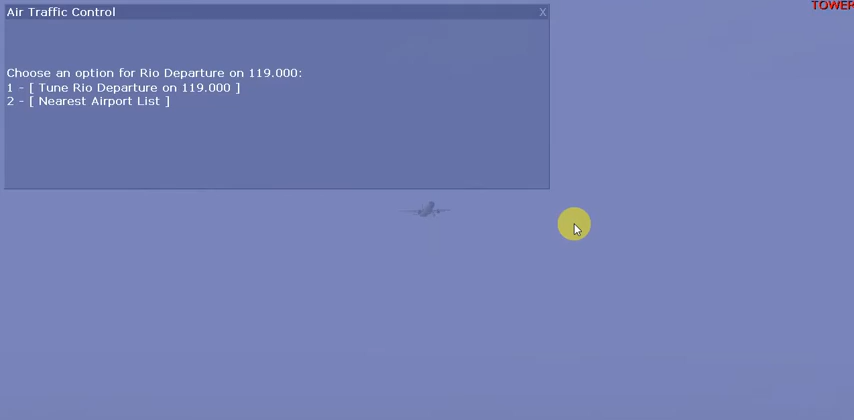 Air Traffic Control X
TOWER
Choose an option for Rio Departure on 119.000:
1 - [ Tune Rio Departure on 119.000 ]
2 - [ Nearest Airport List ]